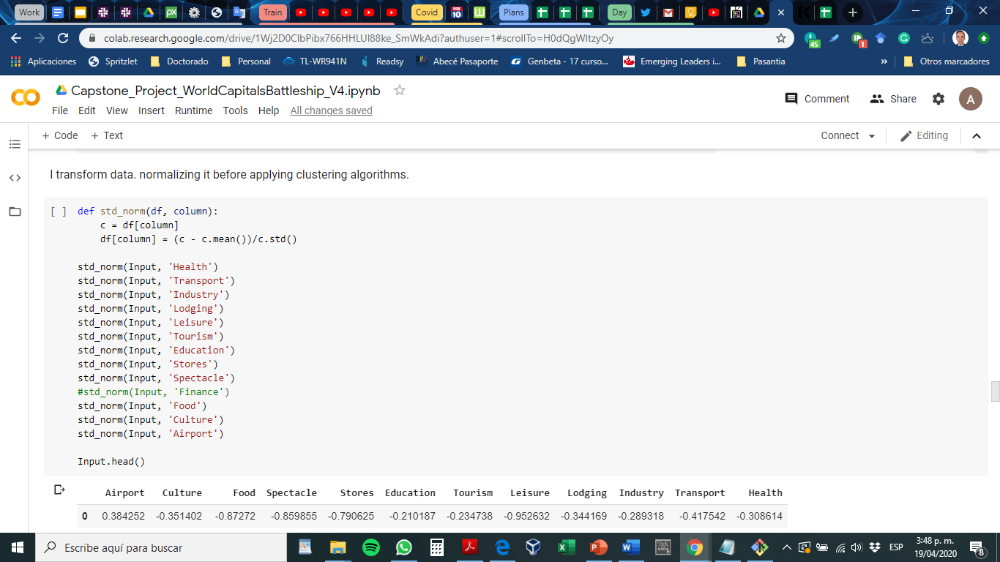 Work
Train
Covid
FOX 10
Plans
Day
EC
colab.research.google.com/drive/1Wj2D0ClbPibx766HHLUl88ke_SmWkAdi?authuser=1#scrollTo=H0dQgWltzyOy
45
1
Aplicaciones
Spritzlet
Doctorado
Personal
TL-WR941N
Readsy
Abecé Pasaporte
Genbeta - 17 curso...
Emerging Leaders i...
Pasantia
»
Otros marcadores
Capstone_Project_WorldCapitalsBattleship_V4.ipynb
File Edit View Insert Runtime Tools Help All changes saved
Comment
Share
A
+ Code + Text
Connect
Editing
I transform data. normalizing it before applying clustering algorithms.
[ ] def std_norm(df, column):
c = df[column]
df[column] = (c - c.mean())/c.std()
std_norm(Input, 'Health')
std_norm(Input, 'Transport')
std_norm(Input, 'Industry')
std_norm(Input, 'Lodging')
std_norm(Input, 'Leisure')
std_norm(Input, 'Tourism')
std_norm(Input, 'Education')
std_norm(Input, 'Stores')
std_norm(Input, 'Spectacle')
#std_norm(Input, 'Finance')
std_norm(Input, 'Food')
std_norm(Input, 'Culture')
std_norm(Input, 'Airport')
Input.head()
Airport Culture Food Spectacle Stores Education Tourism Leisure Lodging Industry Transport Health
0 0.384252 -0.351402 -0.87272 -0.859855 -0.790625 -0.210187 -0.234738 -0.952632 -0.344169 -0.289318 -0.417542 -0.308614
Escribe aquí para buscar
ESP
3:48 p. m.
19/04/2020
8